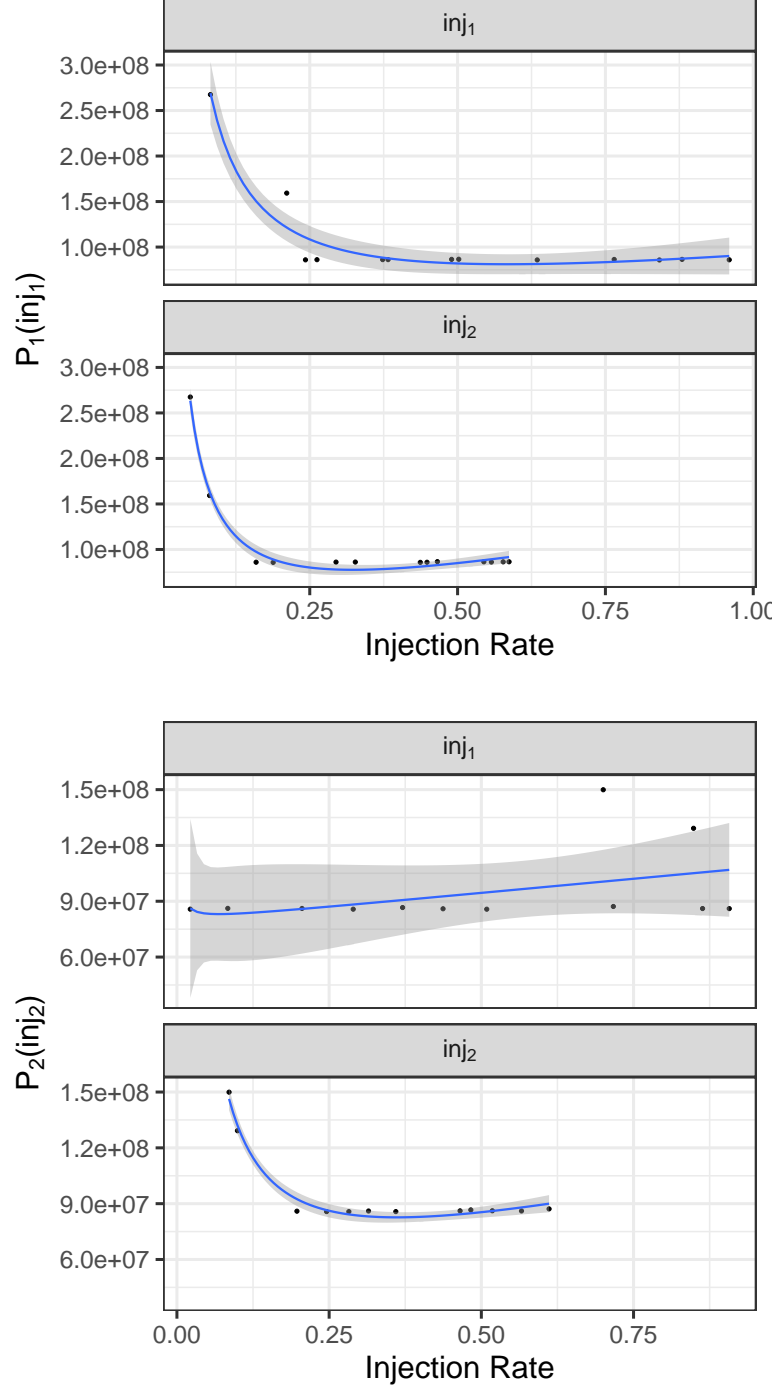 inj₁
3.0e+08
2.5e+08
2.0e+08
1.5e+08
1.0e+08
inj₂
3.0e+08
2.5e+08
2.0e+08
1.5e+08
1.0e+08
P₁(inj₁)
0.25 0.50 0.75 1.00
Injection Rate
inj₁
1.5e+08
1.2e+08
9.0e+07
6.0e+07
inj₂
1.5e+08
1.2e+08
9.0e+07
6.0e+07
P₂(inj₂)
0.00 0.25 0.50 0.75
Injection Rate